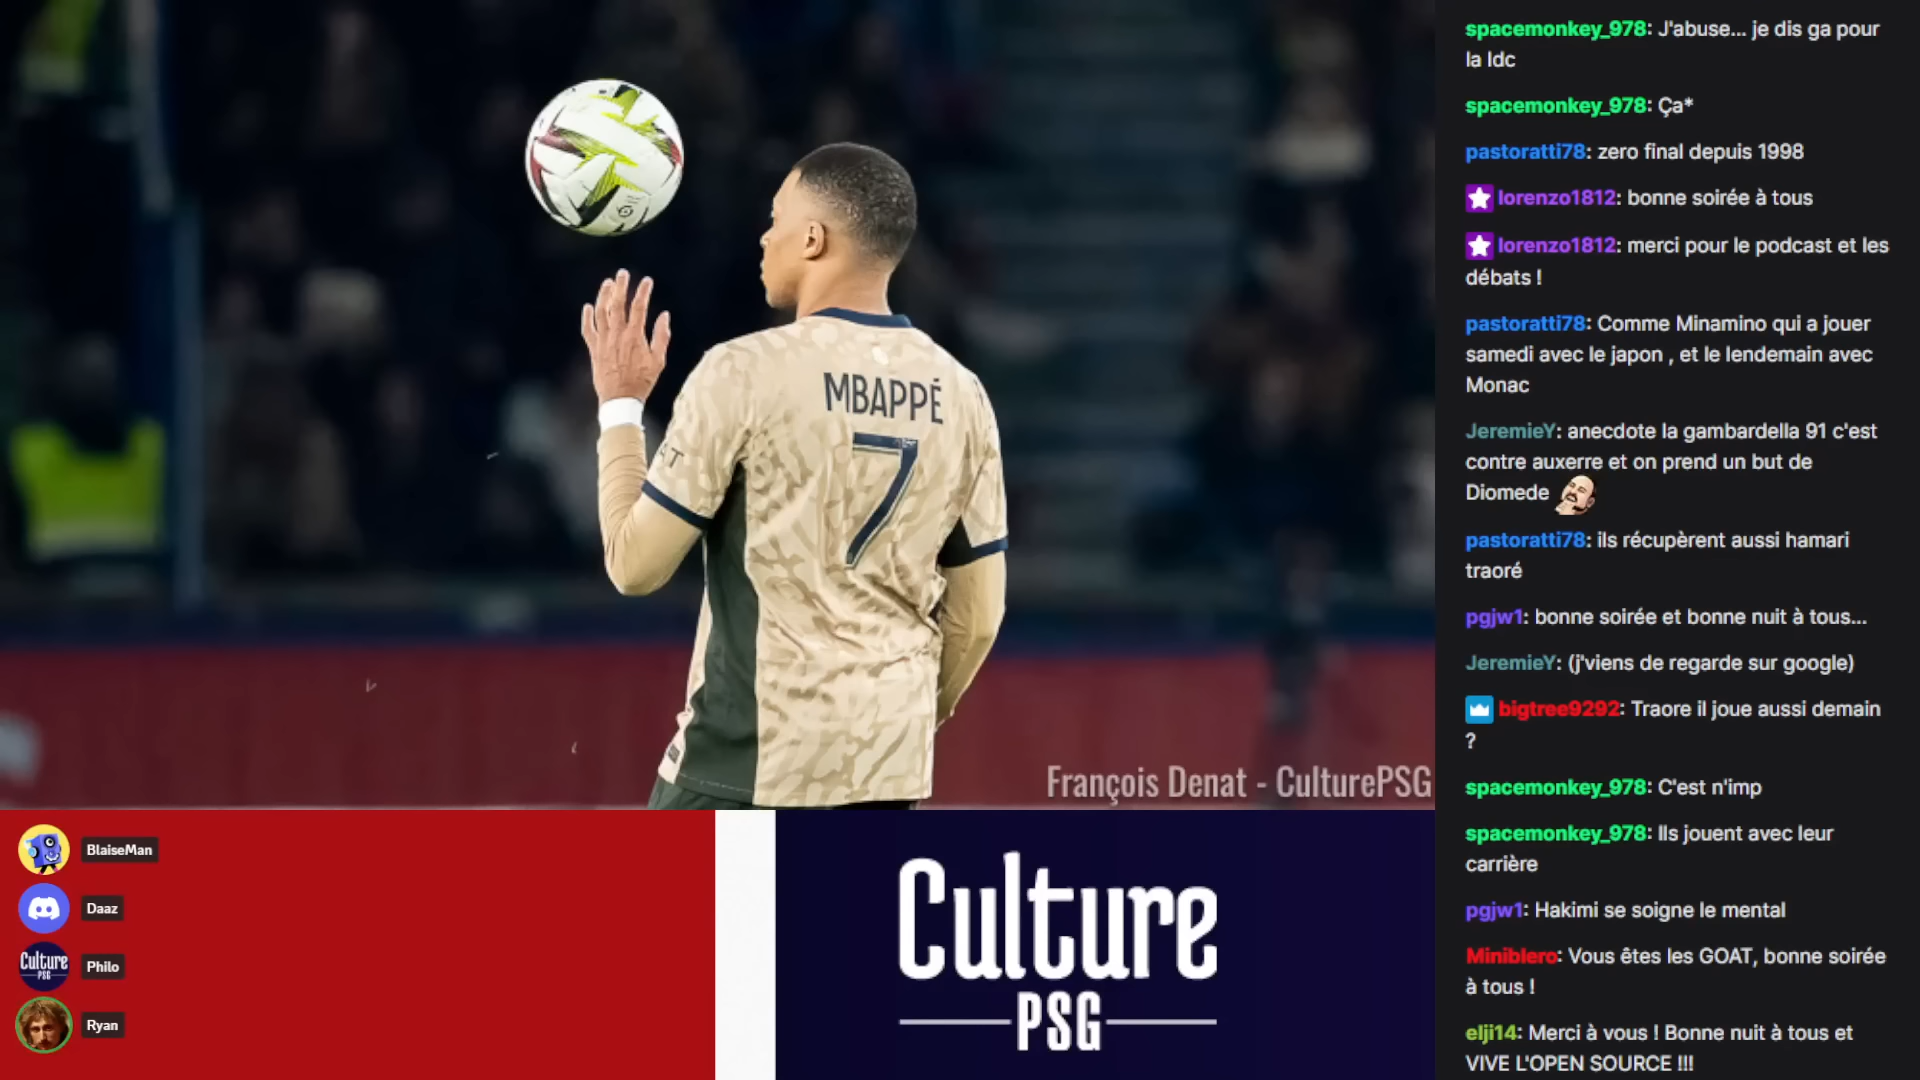 MBAPPÉ
7
AT
François Denat - CulturePSG
BlaiseMan
Daaz
Culture
PSG
Philo
Ryan
Culture
PSG
spacemonkey_978: J'abuse... je dis ga pour
la ldc
spacemonkey_978: Ça*
pastoratti78: zero final depuis 1998
lorenzo1812: bonne soirée à tous
lorenzo1812: merci pour le podcast et les
débats !
pastoratti78: Comme Minamino qui a jouer
samedi avec le japon , et le lendemain avec
Monac
JeremieY: anecdote la gambardella 91 c'est
contre auxerre et on prend un but de
Diomede
pastoratti78: ils récupèrent aussi hamari
traoré
pgjw1: bonne soirée et bonne nuit à tous...
JeremieY: (j'viens de regarde sur google)
bigtree9292: Traore il joue aussi demain
?
spacemonkey_978: C'est n'imp
spacemonkey_978: Ils jouent avec leur
carrière
pgjw1: Hakimi se soigne le mental
Miniblero: Vous êtes les GOAT, bonne soirée
à tous !
elji14: Merci à vous ! Bonne nuit à tous et
VIVE L'OPEN SOURCE !!!